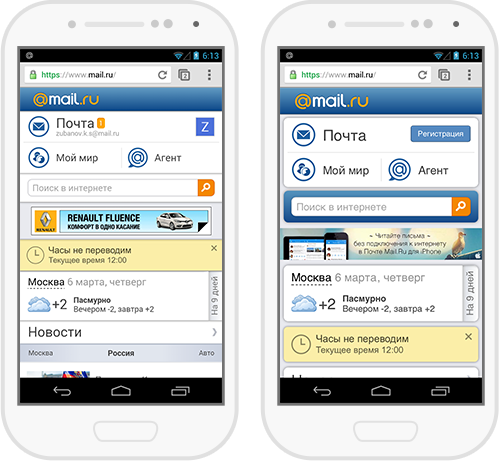 6:13
https://www.mail.ru/
2
@mail.ru
Почта 1
zubanov.k.s@mail.ru
Z
Мой мир
Агент
Поиск в интернете
RENAULT
RENAULT FLUENCE
КОМФОРТ В ОДНО КАСАНИЕ
Часы не переводим
Текущее время 12:00
Москва 6 марта, четверг
+2
Пасмурно
Вечером -2, завтра +2
На 9 дней
Новости
Москва
Россия
Авто
6:13
https://www.mail.ru/
2
@mail.ru
Почта
Регистрация
Мой мир
Агент
Поиск в интернете
Читайте письма
без подключения к интернету
в Почте Mail.Ru для iPhone
Москва 6 марта, четверг
+2
Пасмурно
Вечером -2, завтра +2
На 9 дней
Часы не переводим
Текущее время 12:00